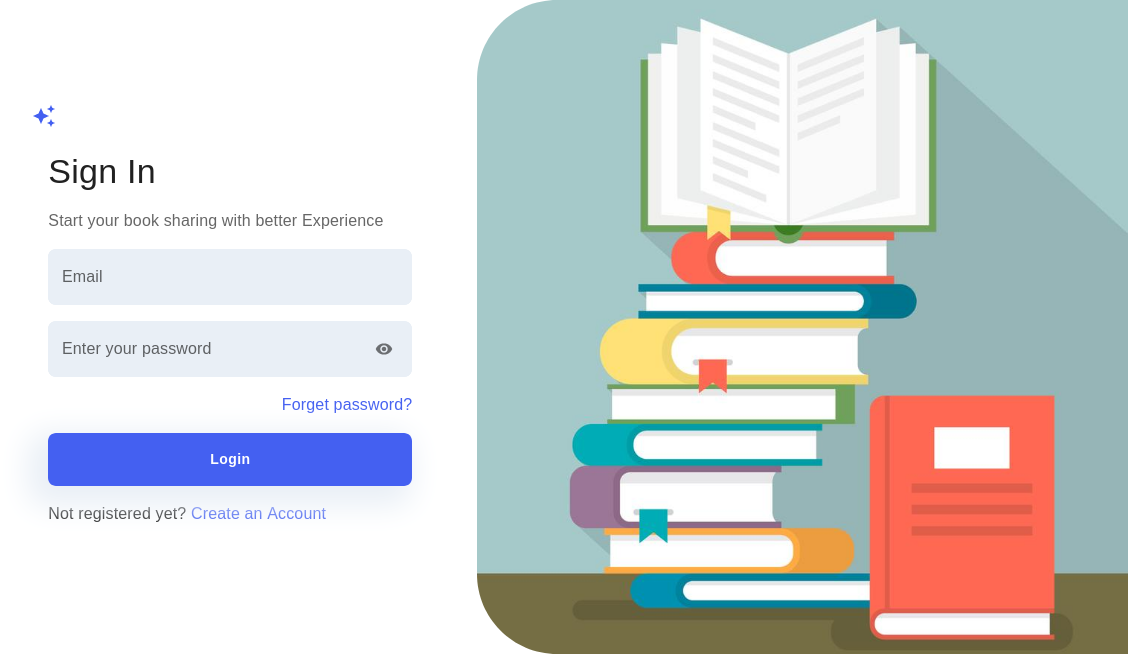 Sign In
Start your book sharing with better Experience
Email
Enter your password
Forget password?
Login
Not registered yet? Create an Account